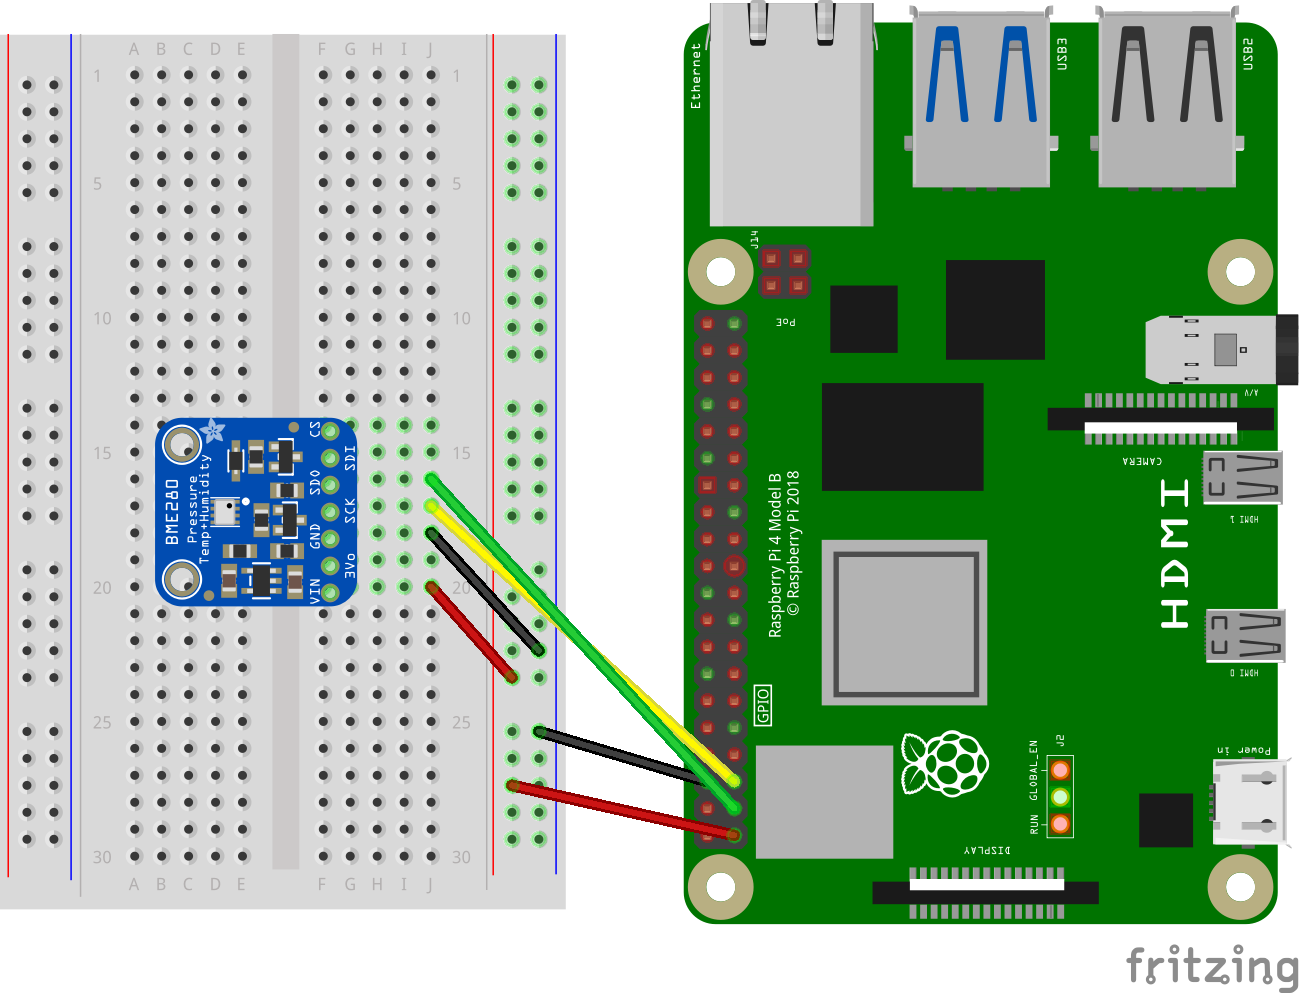 A B C D E F G H I J
1 1
5 5
10 10
15 15
20 20
25 25
30 30
A B C D E F G H I J
BME280
Pressure
Temp+Humidity
CS
SDI
SDO
SCK
GND
3Vo
VIN
Ethernet
USB3
USB2
J14
PoE
A/V
CAMERA
HDMI 1
HDMI
HDMI 0
Raspberry Pi 4 Model B
© Raspberry Pi 2018
GPIO
J2
GLOBAL_EN
RUN
Power in
DISPLAY
fritzing